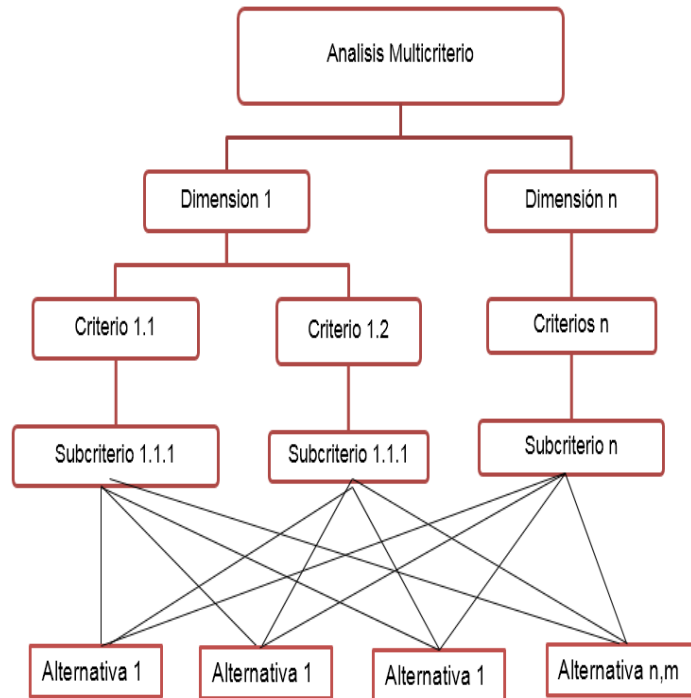 Analisis Multicriterio
Dimension 1
Dimensión n
Criterio 1.1
Criterio 1.2
Criterios n
Subcriterio 1.1.1
Subcriterio 1.1.1
Subcriterio n
Alternativa 1
Alternativa 1
Alternativa 1
Alternativa n,m